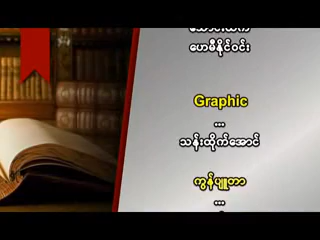 ဟေမီနိုင်ဝင်း
Graphic
...
သန်းထိုက်အောင်
ကွန်ပျူတာ
...